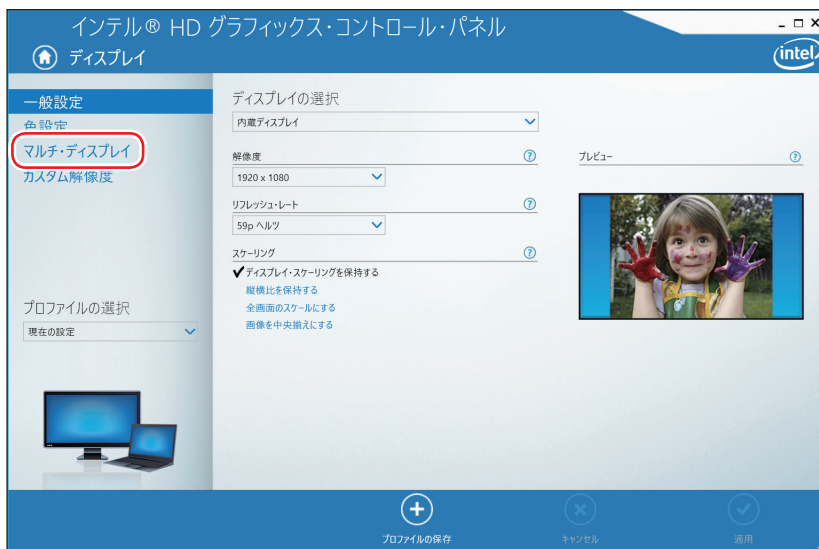 インテル® HD グラフィックス・コントロール・パネル
ディスプレイ
intel
一般設定
色設定
マルチ・ディスプレイ
カスタム解像度
プロファイルの選択
現在の設定
ディスプレイの選択
内蔵ディスプレイ
解像度
1920 x 1080
リフレッシュ・レート
59p ヘルツ
スケーリング
✔ディスプレイ・スケーリングを保持する
縦横比を保持する
全画面のスケールにする
画像を中央揃えにする
プレビュー
プロファイルの保存
キャンセル
適用